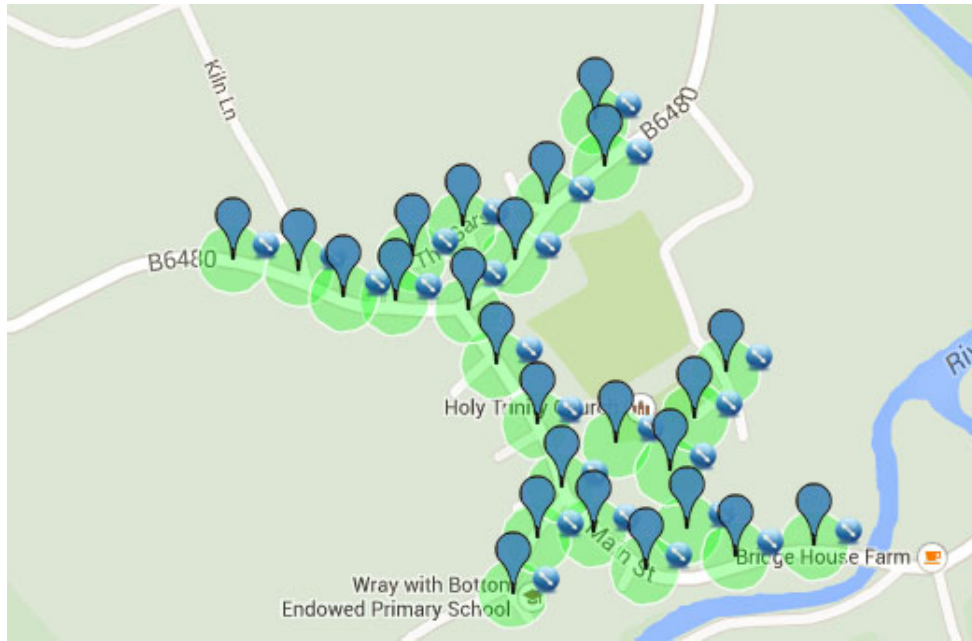 Kiln Ln
B6480
B6480
Holy Trinity Church
Main St
Bridge House Farm
Wray with Botton
Endowed Primary School